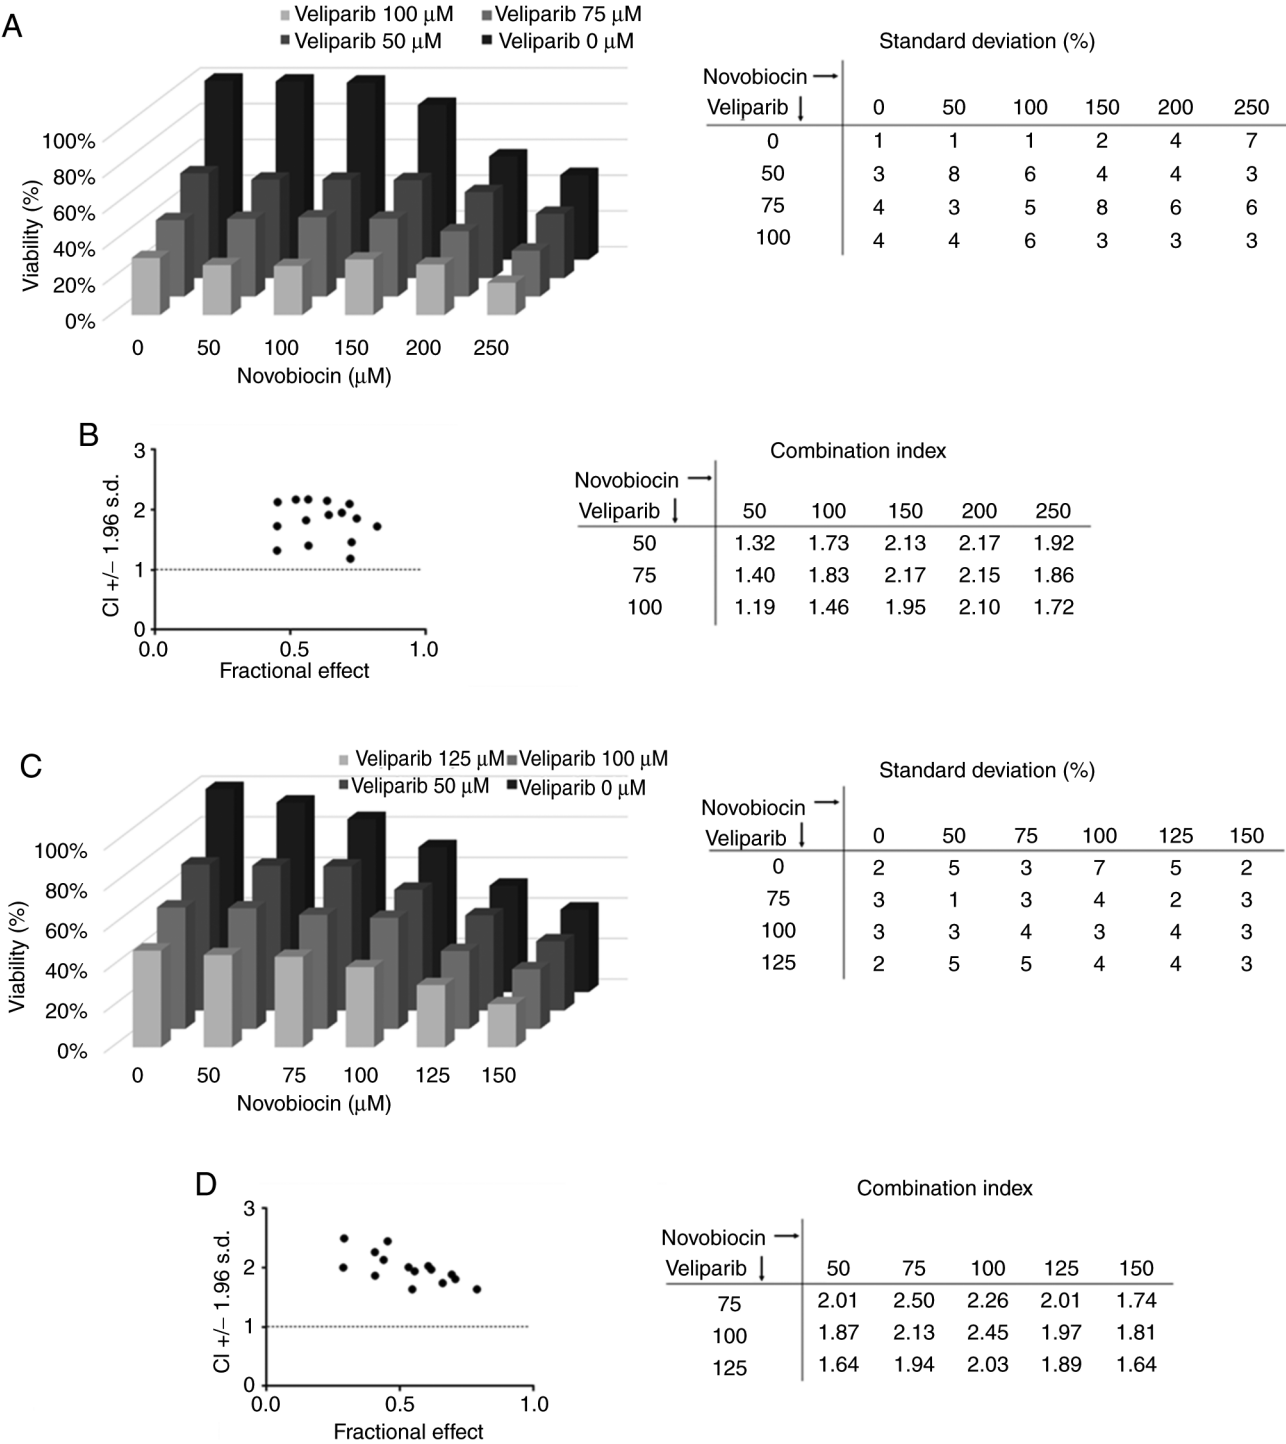 A
Veliparib 100 μM Veliparib 75 μM
Veliparib 50 μM Veliparib 0 μM
Viability (%)
100%
80%
60%
40%
20%
0%
0 50 100 150 200 250
Novobiocin (μM)
Standard deviation (%)
Novobiocin
Veliparib 0 50 100 150 200 250
0 1 1 1 2 4 7
50 3 8 6 4 4 3
75 4 3 5 8 6 6
100 4 4 6 3 3 3
B
CI +/– 1.96 s.d.
3
2
1
0
0.0 0.5 1.0
Fractional effect
Combination index
Novobiocin
Veliparib 50 100 150 200 250
50 1.32 1.73 2.13 2.17 1.92
75 1.40 1.83 2.17 2.15 1.86
100 1.19 1.46 1.95 2.10 1.72
C
Veliparib 125 μM Veliparib 100 μM
Veliparib 50 μM Veliparib 0 μM
Viability (%)
100%
80%
60%
40%
20%
0%
0 50 75 100 125 150
Novobiocin (μM)
Standard deviation (%)
Novobiocin
Veliparib 0 50 75 100 125 150
0 2 5 3 7 5 2
75 3 1 3 4 2 3
100 3 3 4 3 4 3
125 2 5 5 4 4 3
D
CI +/– 1.96 s.d.
3
2
1
0
0.0 0.5 1.0
Fractional effect
Combination index
Novobiocin
Veliparib 50 75 100 125 150
75 2.01 2.50 2.26 2.01 1.74
100 1.87 2.13 2.45 1.97 1.81
125 1.64 1.94 2.03 1.89 1.64